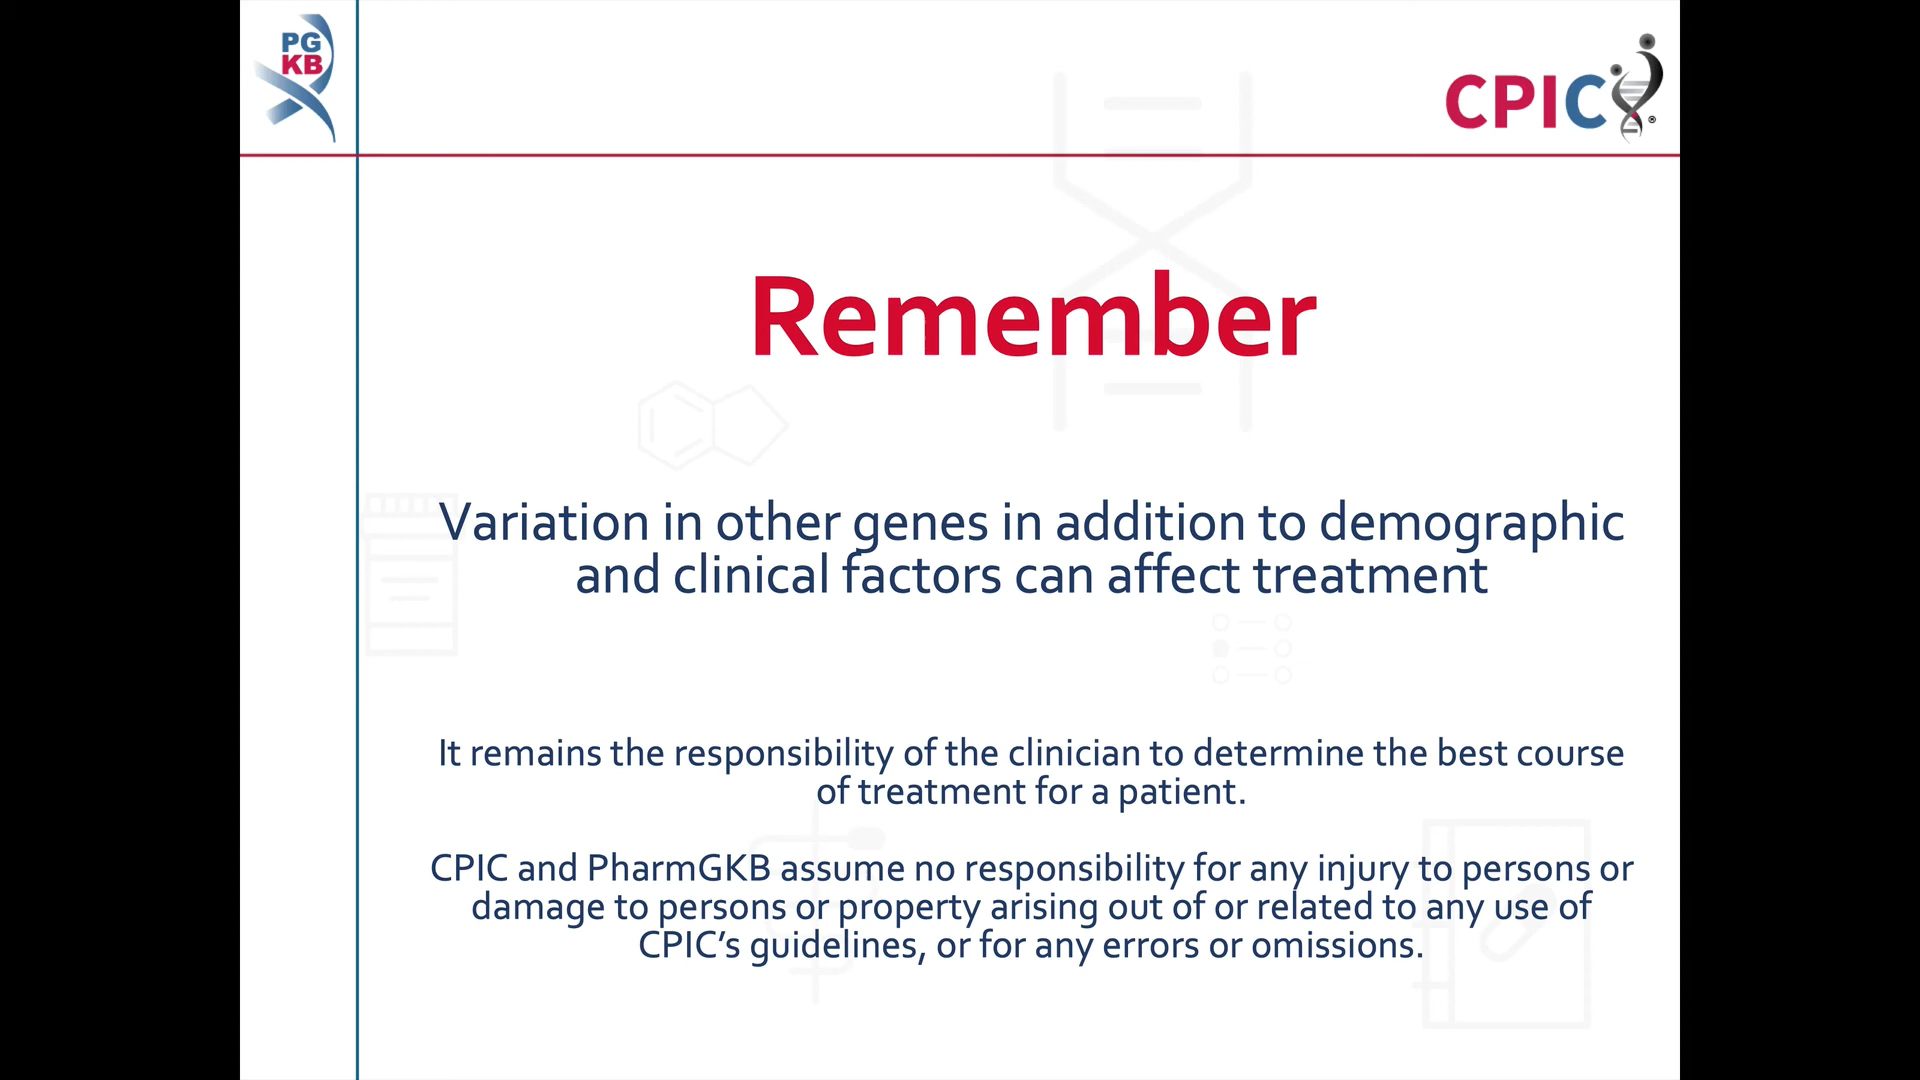 PG
KB
CPIC®
Remember
Variation in other genes in addition to demographic
and clinical factors can affect treatment
It remains the responsibility of the clinician to determine the best course
of treatment for a patient.
CPIC and PharmGKB assume no responsibility for any injury to persons or
damage to persons or property arising out of or related to any use of
CPIC’s guidelines, or for any errors or omissions.